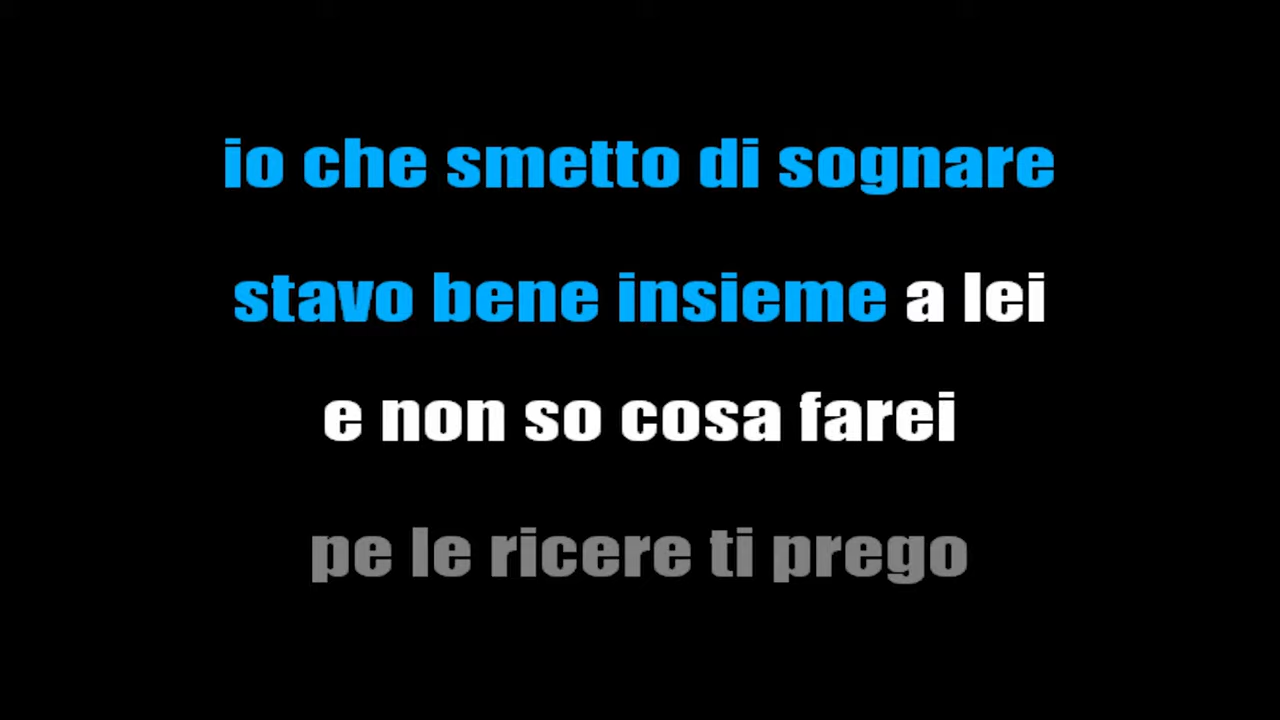 io che smetto di sognare
stavo bene insieme a lei
e non so cosa farei
pe le ricere ti prego